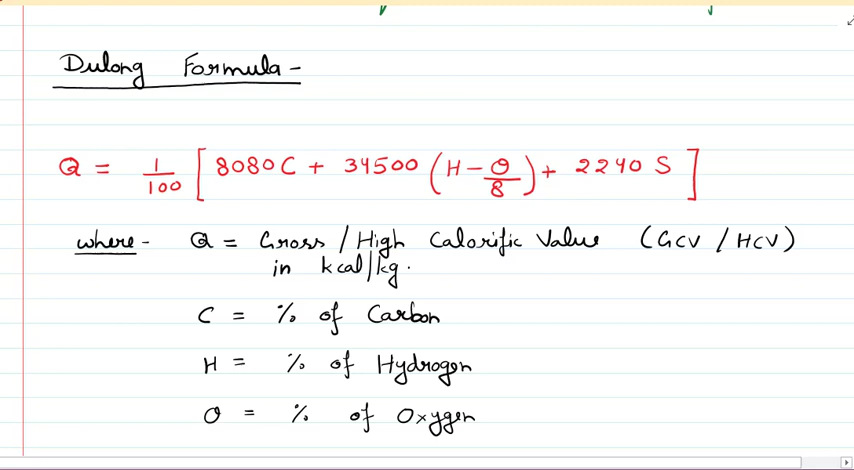 Dulong Formula -
Q = 1/100 [ 8080 C + 34500 ( H - O/8 ) + 2240 S ]
where - Q = Gross / High Calorific Value (GCV / HCV)
in kcal/kg.
C = % of Carbon
H = % of Hydrogen
O = % of Oxygen